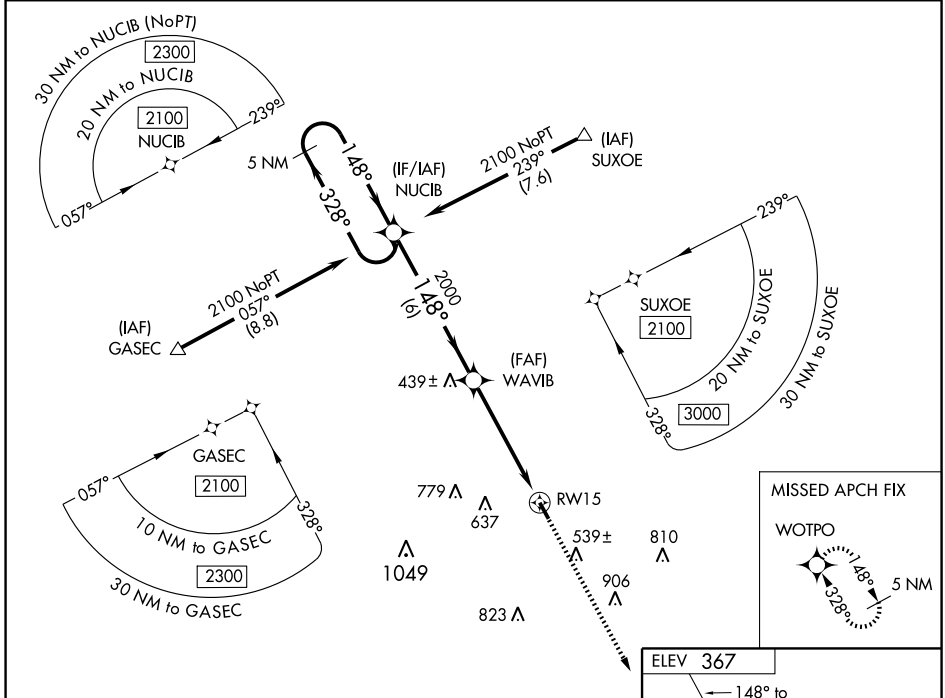 30 NM to NUCIB (NoPT)
2300
20 NM to NUCIB
2100
NUCIB
239°
057°
5 NM
148°
328°
(IF/IAF)
NUCIB
2100 NoPT
239°
(7.6)
(IAF)
SUXOE
2100 NoPT
057°
(8.8)
(IAF)
GASEC
2000
148°
(6)
439±
(FAF)
WAVIB
239°
SUXOE
2100
20 NM to SUXOE
3000
30 NM to SUXOE
328°
057°
GASEC
2100
10 NM to GASEC
2300
30 NM to GASEC
328°
779
637
RW15
1049
539±
810
906
823
MISSED APCH FIX
WOTPO
148°
328°
5 NM
ELEV 367
148° to